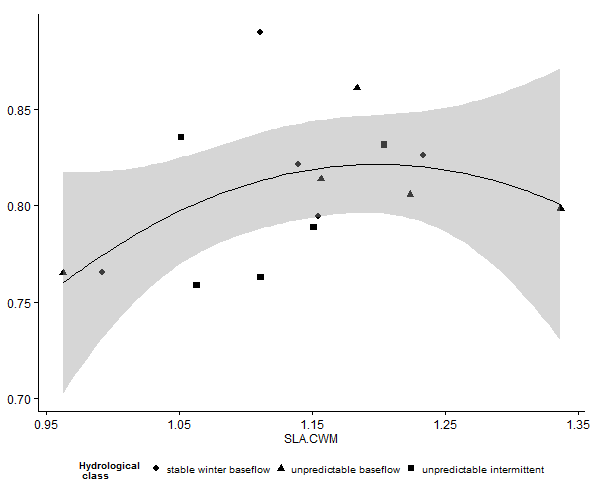 0.85
0.80
0.75
0.70
0.95 1.05 1.15 1.25 1.35
SLA.CWM
Hydrological
class
stable winter baseflow unpredictable baseflow unpredictable intermittent